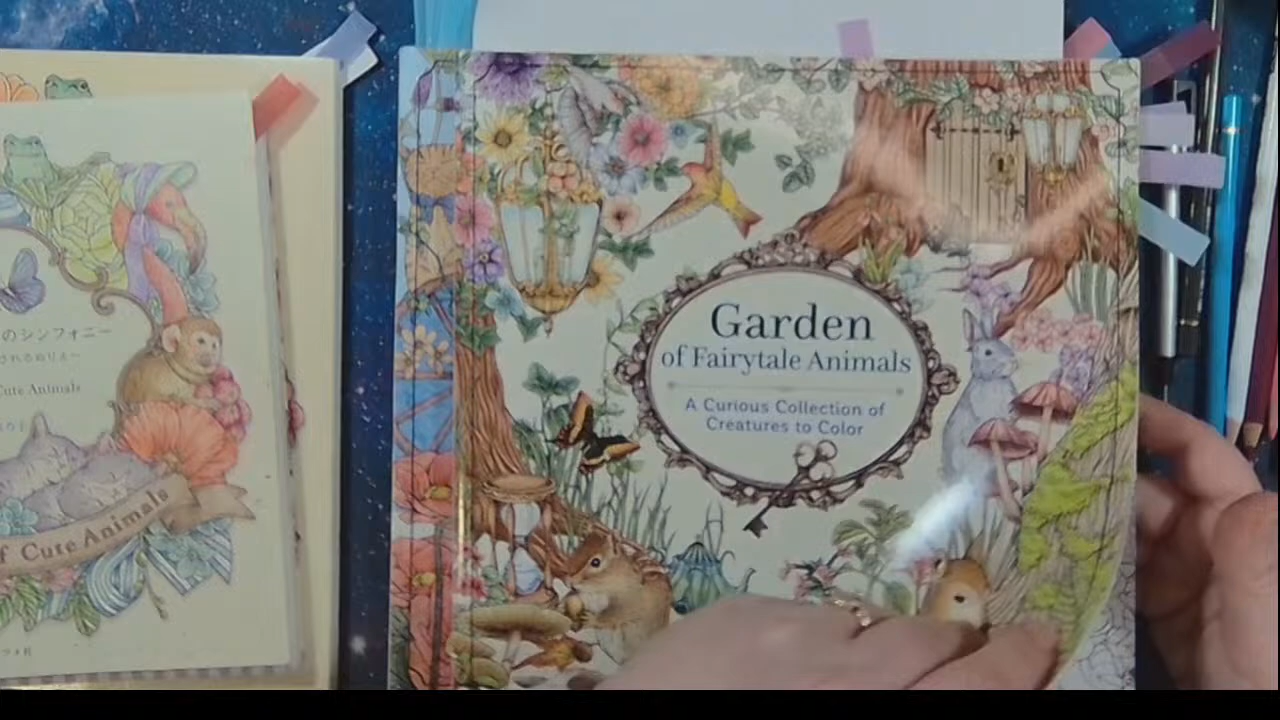 のシンフォニー
Cute Animals
f Cute Animals
Garden
of Fairytale Animals
A Curious Collection of
Creatures to Color